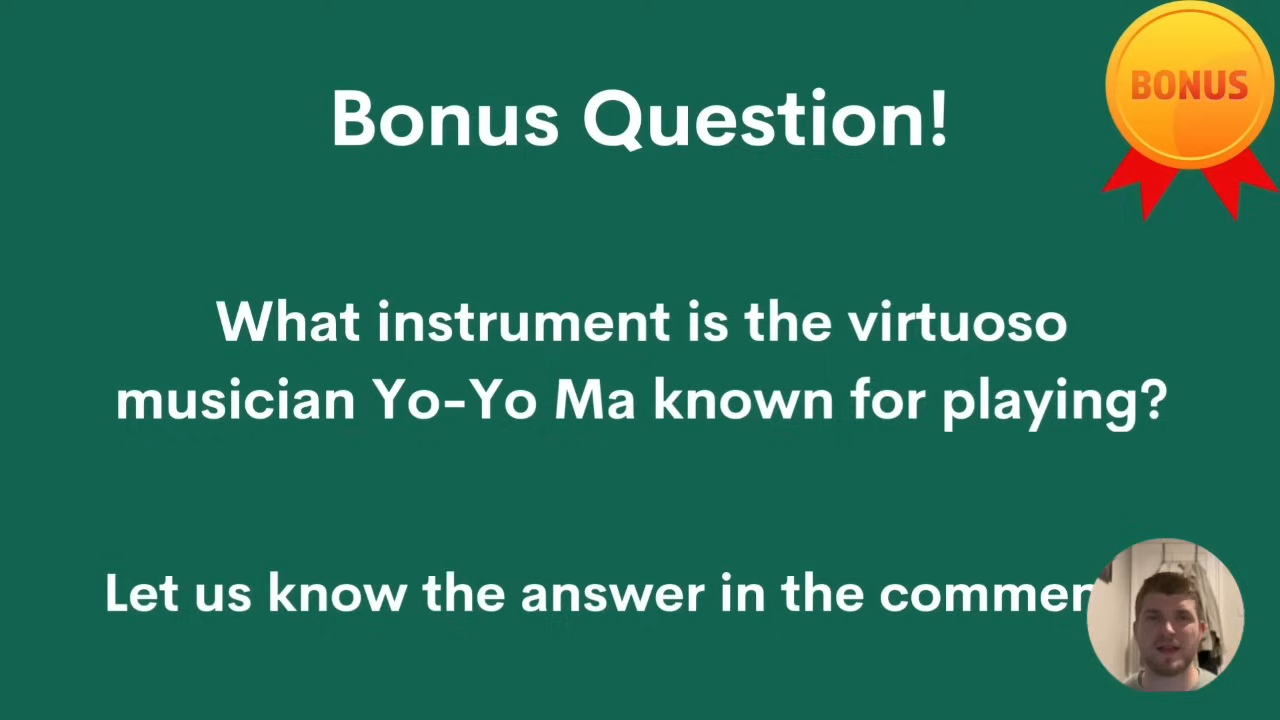 BONUS
Bonus Question!
What instrument is the virtuoso
musician Yo-Yo Ma known for playing?
Let us know the answer in the